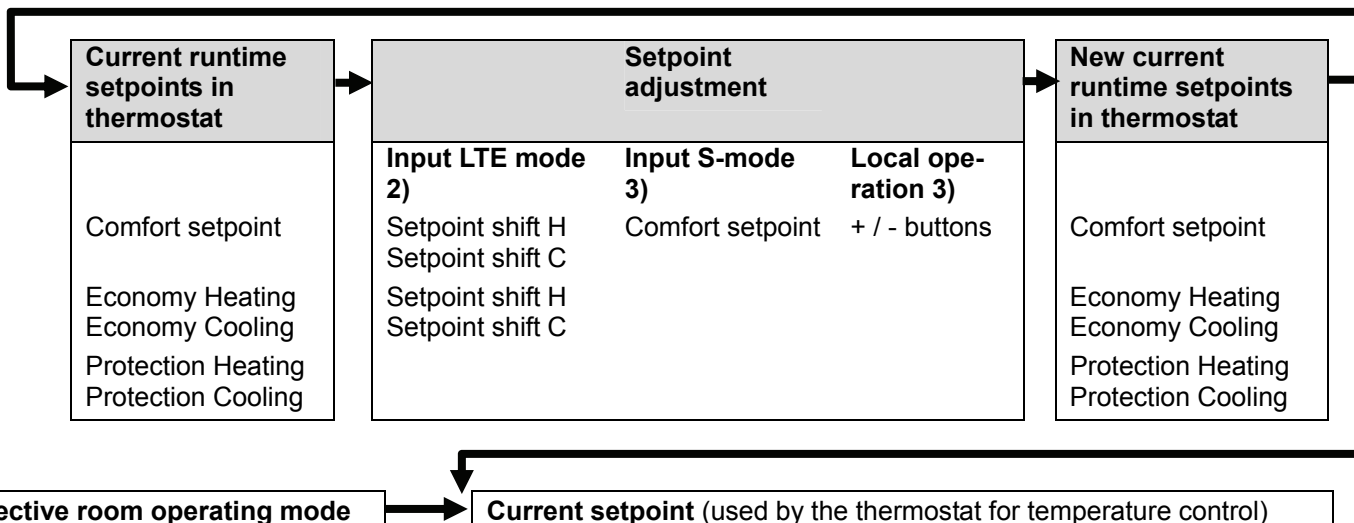 Current runtime
setpoints in
thermostat
Setpoint
adjustment
New current
runtime setpoints
in thermostat
Input LTE mode
2)
Input S-mode
3)
Local ope-
ration 3)
Comfort setpoint
Setpoint shift H
Setpoint shift C
Comfort setpoint
+ / - buttons
Comfort setpoint
Economy Heating
Economy Cooling
Setpoint shift H
Setpoint shift C
Economy Heating
Economy Cooling
Protection Heating
Protection Cooling
Protection Heating
Protection Cooling
ective room operating mode
Current setpoint (used by the thermostat for temperature control)